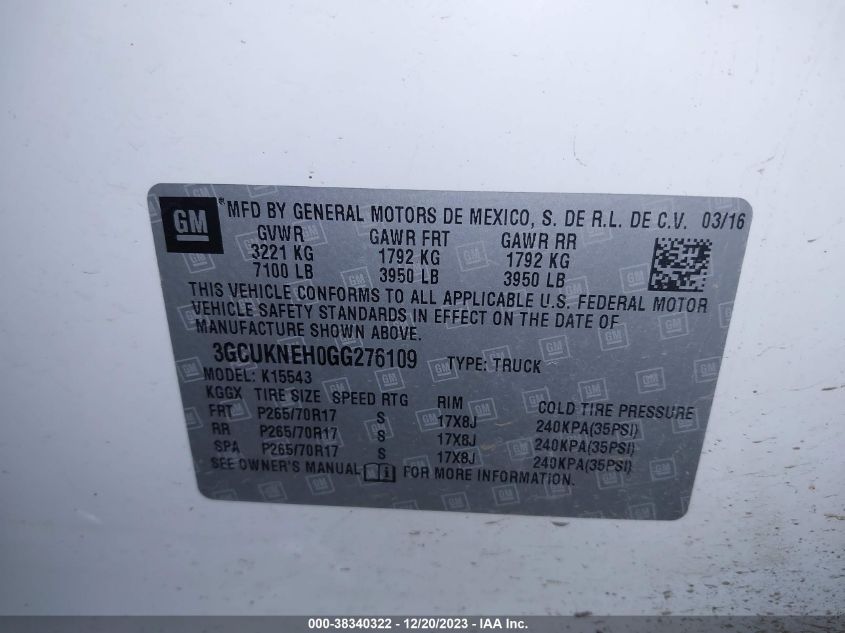 GM ® MFD BY GENERAL MOTORS DE MEXICO, S. DE R.L. DE C.V. 03/16
GVWR GAWR FRT GAWR RR
3221 KG 1792 KG 1792 KG
7100 LB 3950 LB 3950 LB
THIS VEHICLE CONFORMS TO ALL APPLICABLE U.S. FEDERAL MOTOR
VEHICLE SAFETY STANDARDS IN EFFECT ON THE DATE OF
MANUFACTURE SHOWN ABOVE.
3GCUKNEH0GG276109 TYPE: TRUCK
MODEL: K15543
KGGX TIRE SIZE SPEED RTG RIM COLD TIRE PRESSURE
FRT P265/70R17 S 17X8J 240KPA(35PSI)
RR P265/70R17 S 17X8J 240KPA(35PSI)
SPA P265/70R17 S 17X8J 240KPA(35PSI)
SEE OWNER'S MANUAL FOR MORE INFORMATION.
000-38340322 - 12/20/2023 - IAA Inc.